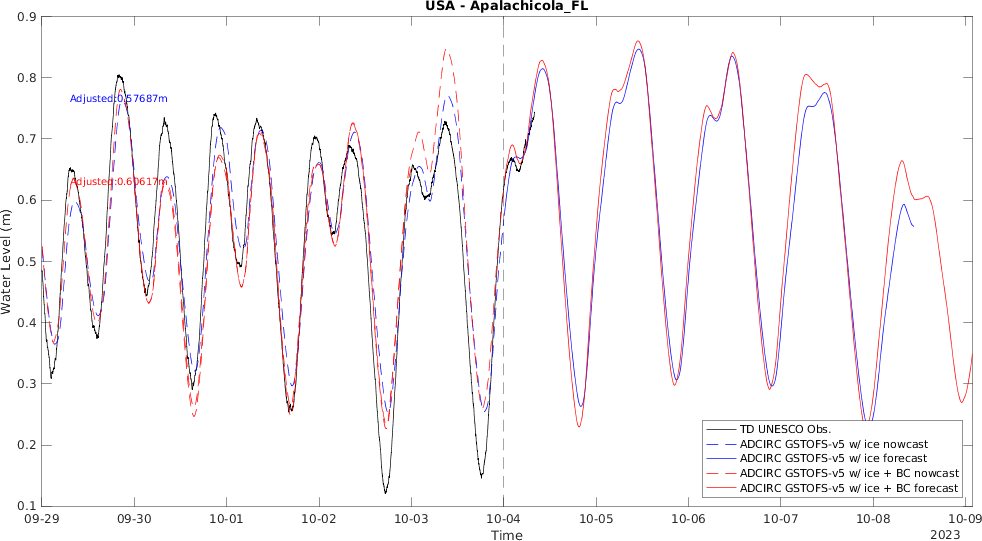 USA - Apalachicola_FL
0.9
0.8
0.7
0.6
0.5
0.4
0.3
0.2
0.1
Water Level (m)
Adjusted:0.57687m
Adjusted:0.60617m
TD UNESCO Obs.
ADCIRC GSTOFS-v5 w/ ice nowcast
ADCIRC GSTOFS-v5 w/ ice forecast
ADCIRC GSTOFS-v5 w/ ice + BC nowcast
ADCIRC GSTOFS-v5 w/ ice + BC forecast
09-29 09-30 10-01 10-02 10-03 10-04 10-05 10-06 10-07 10-08 10-09
Time
2023